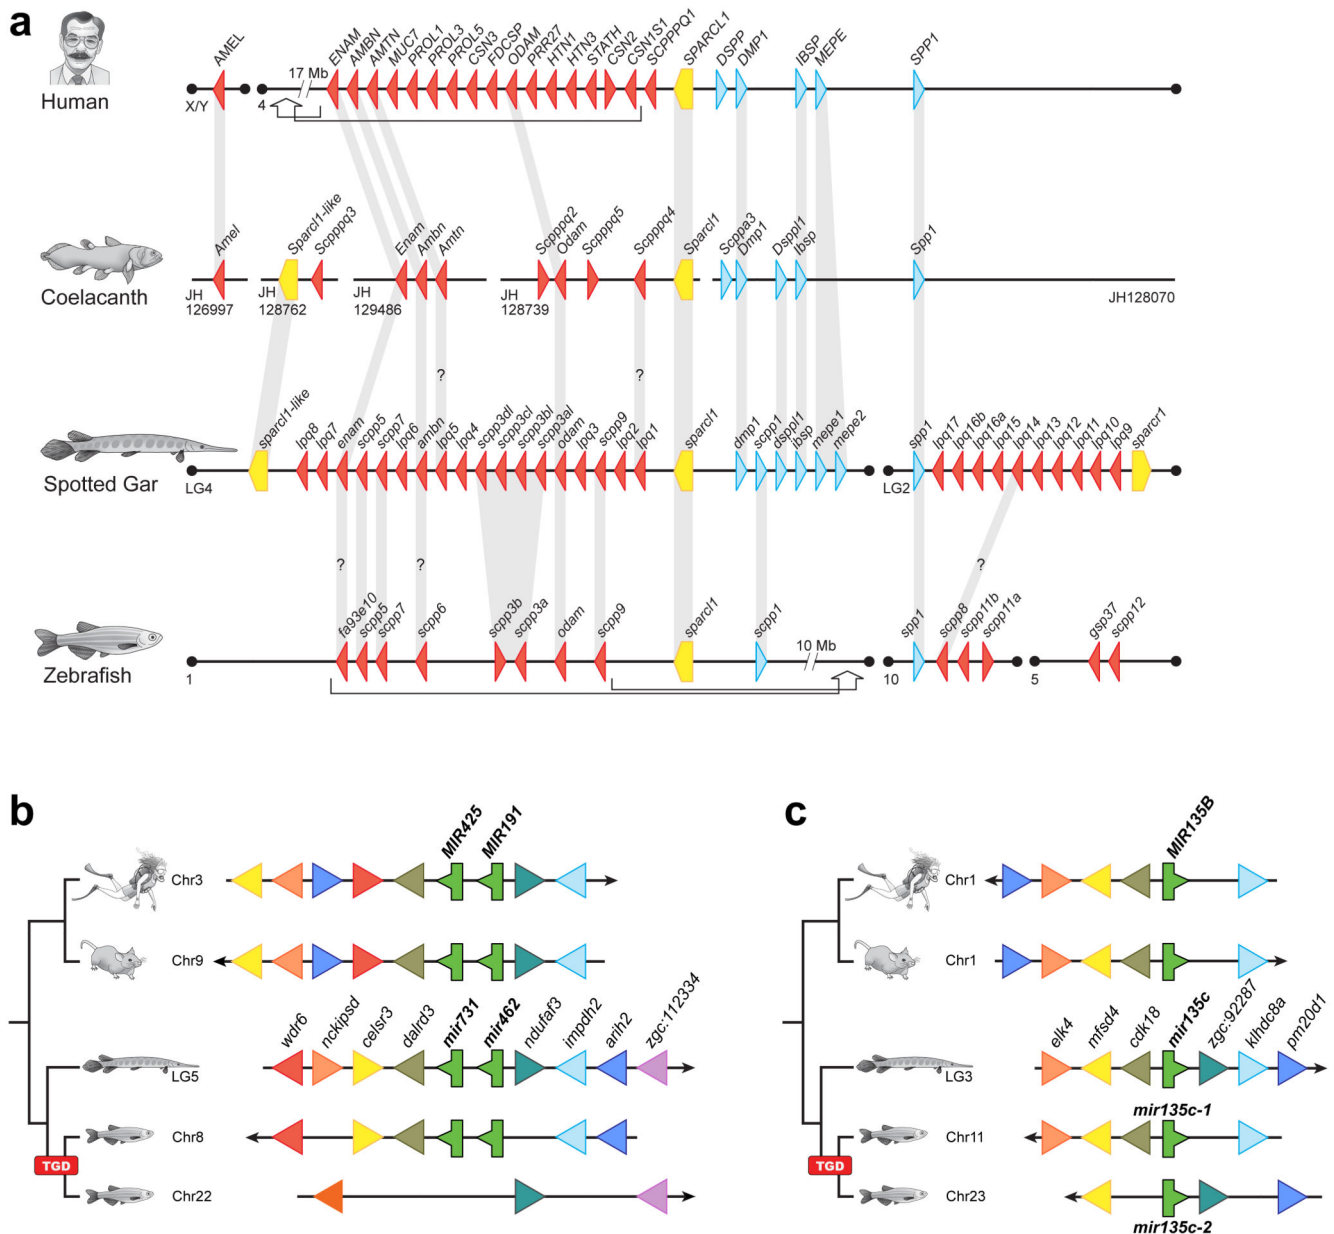 a
Human
X/Y
4
17 Mb
AMEL
ENAM
AMBN
AMTN
MUC7
PROL1
PROL3
PROL5
CSN3
FDCSP
ODAM
PRR27
HTN1
HTN3
STATH
CSN2
CSN1S1
SCPPPQ1
SPARCL1
DSPP
DMP1
IBSP
MEPE
SPP1
Coelacanth
Amel
Sparcl1-like
Scpppq3
Enam
Ambn
Amtn
Scpppq2
Odam
Scpppq5
Scpppq4
Sparcl1
Scppa3
Dmp1
Dsppl1
Ibsp
Spp1
JH
126997
JH
128762
JH
129486
JH
128739
JH128070
?
?
Spotted Gar
LG4
sparcl1-like
lpq8
lpq7
enam
scpp5
scpp7
lpq6
ambn
lpq5
lpq4
scpp3dl
scpp3cl
scpp3bl
scpp3al
odam
lpq3
scpp9
lpq2
lpq1
sparcl1
dmp1
scpp1
dsppl1
ibsp
mepe1
mepe2
LG2
spp1
lpq17
lpq16b
lpq16a
lpq15
lpq14
lpq13
lpq12
lpq11
lpq10
lpq9
sparcr1
?
?
?
Zebrafish
1
fa93e10
scpp5
scpp7
scpp6
scpp3b
scpp3a
odam
scpp9
sparcl1
scpp1
10 Mb
10
spp1
scpp8
scpp11b
scpp11a
5
gsp37
scpp12
b
MIR425
MIR191
Chr3
Chr9
wdr6
nckipsd
celsr3
dalrd3
mir731
mir462
ndufaf3
impdh2
arih2
zgc:112334
LG5
Chr8
TGD
Chr22
c
MIR135B
Chr1
Chr1
elk4
mfsd4
cdk18
mir135c
zgc:92287
klhdc8a
pm20d1
LG3
mir135c-1
Chr11
TGD
Chr23
mir135c-2